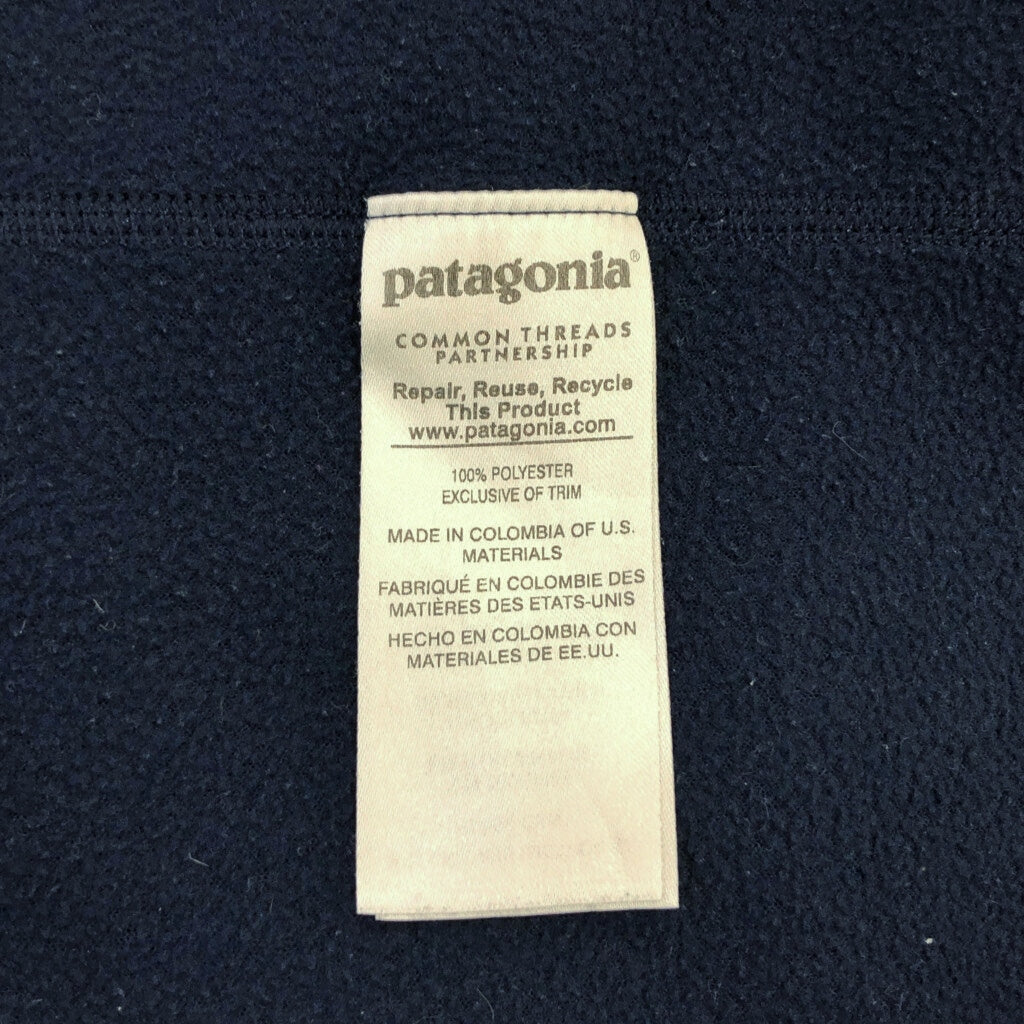 patagonia®
COMMON THREADS
PARTNERSHIP
Repair, Reuse, Recycle
This Product
www.patagonia.com
100% POLYESTER
EXCLUSIVE OF TRIM
MADE IN COLOMBIA OF U.S.
MATERIALS
FABRIQUÉ EN COLOMBIE DES
MATIÈRES DES ETATS-UNIS
HECHO EN COLOMBIA CON
MATERIALES DE EE.UU.